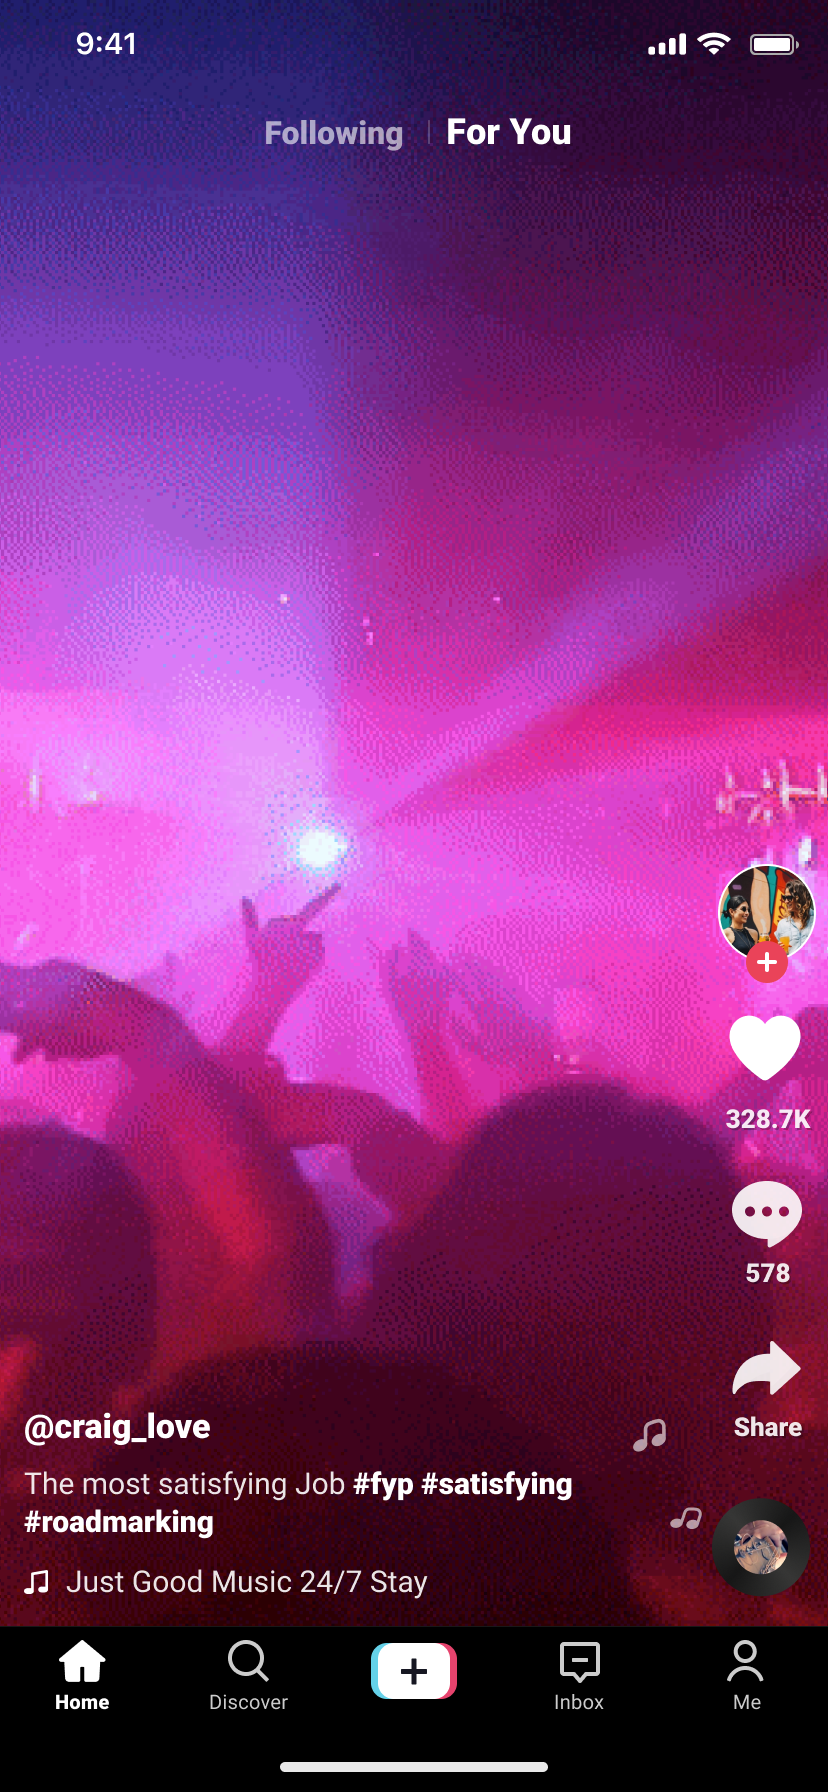 9:41
Following
For You
328.7K
578
Share
@craig_love
The most satisfying Job #fyp #satisfying
#roadmarking
Just Good Music 24/7 Stay
Home
Discover
Inbox
Me